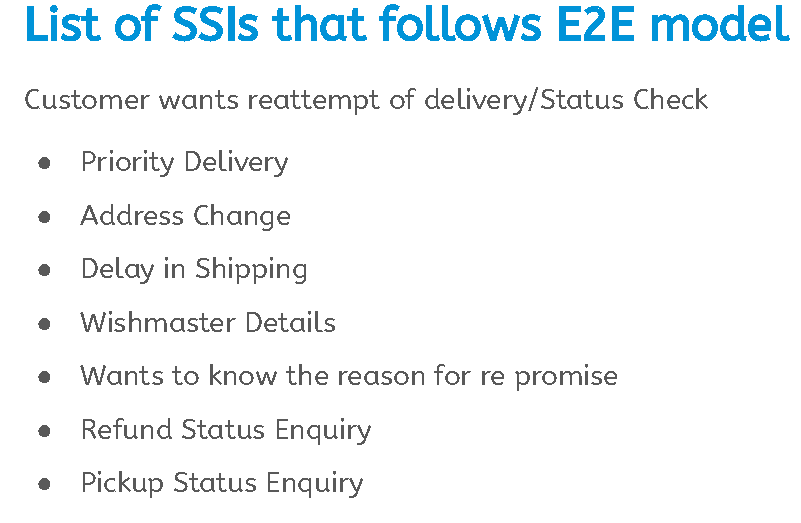 List of SSIs that follows E2E model
Customer wants reattempt of delivery/Status Check
● Priority Delivery
● Address Change
● Delay in Shipping
● Wishmaster Details
● Wants to know the reason for re promise
● Refund Status Enquiry
● Pickup Status Enquiry